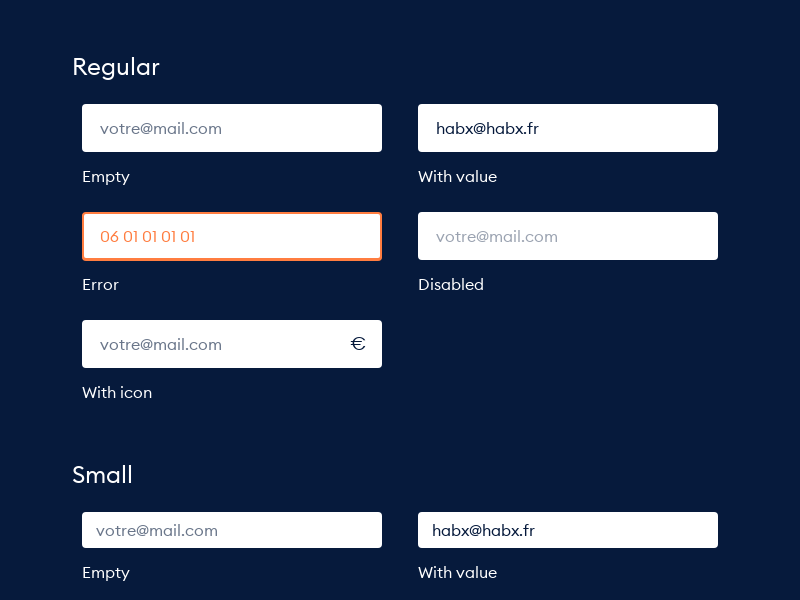 Regular
votre@mail.com
habx@habx.fr
Empty
With value
06 01 01 01 01
votre@mail.com
Error
Disabled
votre@mail.com €
With icon
Small
votre@mail.com
habx@habx.fr
Empty
With value